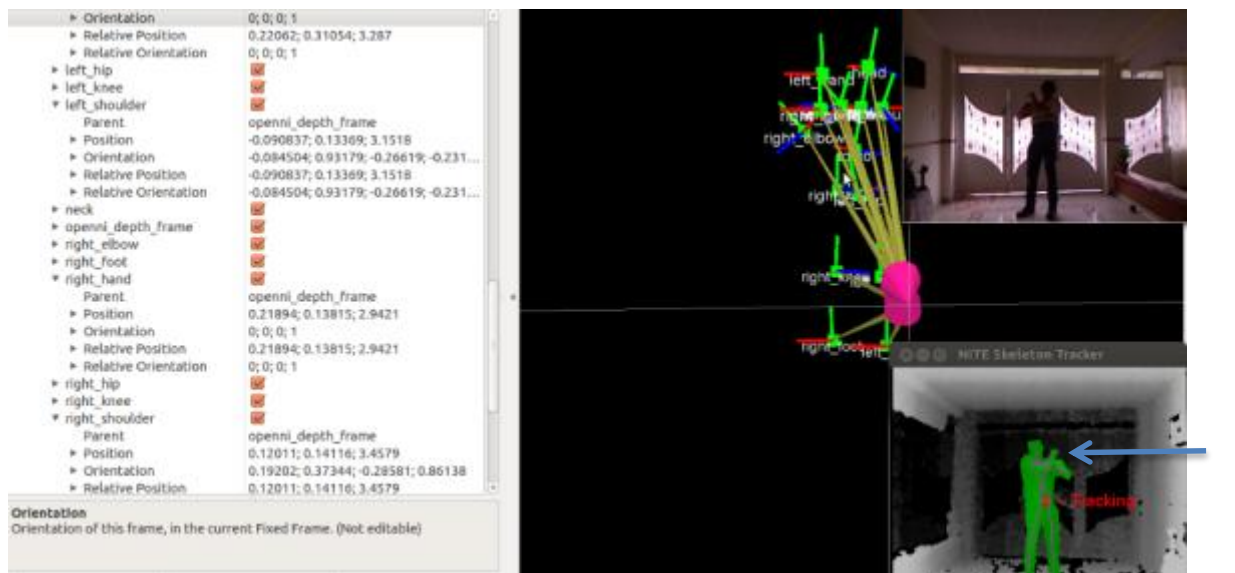 Orientation 0; 0; 0; 1
Relative Position 0.22062; 0.31054; 3.287
Relative Orientation 0; 0; 0; 1
left_hip
left_knee
left_shoulder
Parent openni_depth_frame
Position -0.090837; 0.13369; 3.1518
Orientation -0.084504; 0.93179; -0.26619; -0.231...
Relative Position -0.090837; 0.13369; 3.1518
Relative Orientation -0.084504; 0.93179; -0.26619; -0.231...
neck
openni_depth_frame
right_elbow
right_foot
right_hand
Parent openni_depth_frame
Position 0.21894; 0.13815; 2.9421
Orientation 0; 0; 0; 1
Relative Position 0.21894; 0.13815; 2.9421
Relative Orientation 0; 0; 0; 1
right_hip
right_knee
right_shoulder
Parent openni_depth_frame
Position 0.12011; 0.14116; 3.4579
Orientation 0.19202; 0.37344; -0.28581; 0.86138
Relative Position 0.12011; 0.14116; 3.4579
Orientation
Orientation of this frame, in the current Fixed Frame. (Not editable)
right_elbow
right_foot
NITE Skeleton Tracker
Tracking